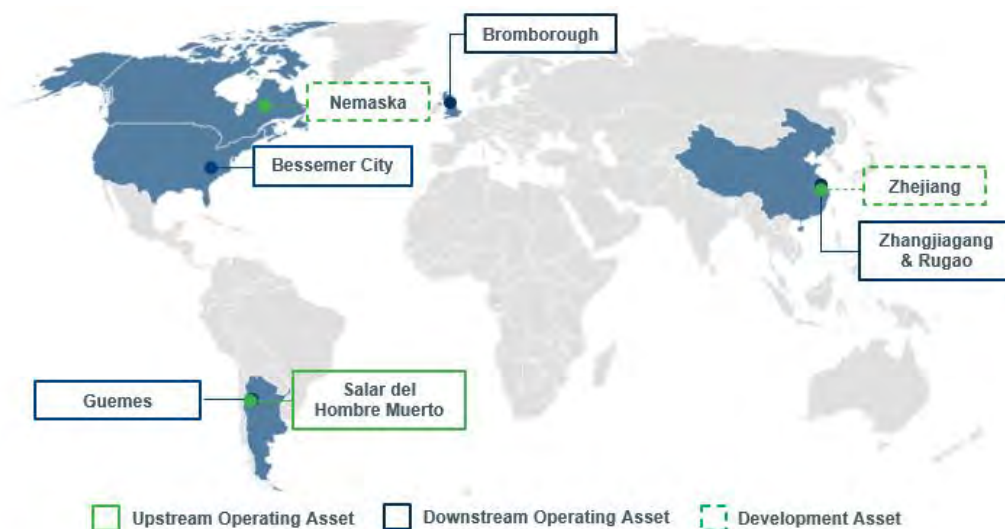 Bromborough
Nemaska
Bessemer City
Zhejiang
Zhangjiagang
& Rugao
Guemes
Salar del
Hombre Muerto
Upstream Operating Asset
Downstream Operating Asset
Development Asset